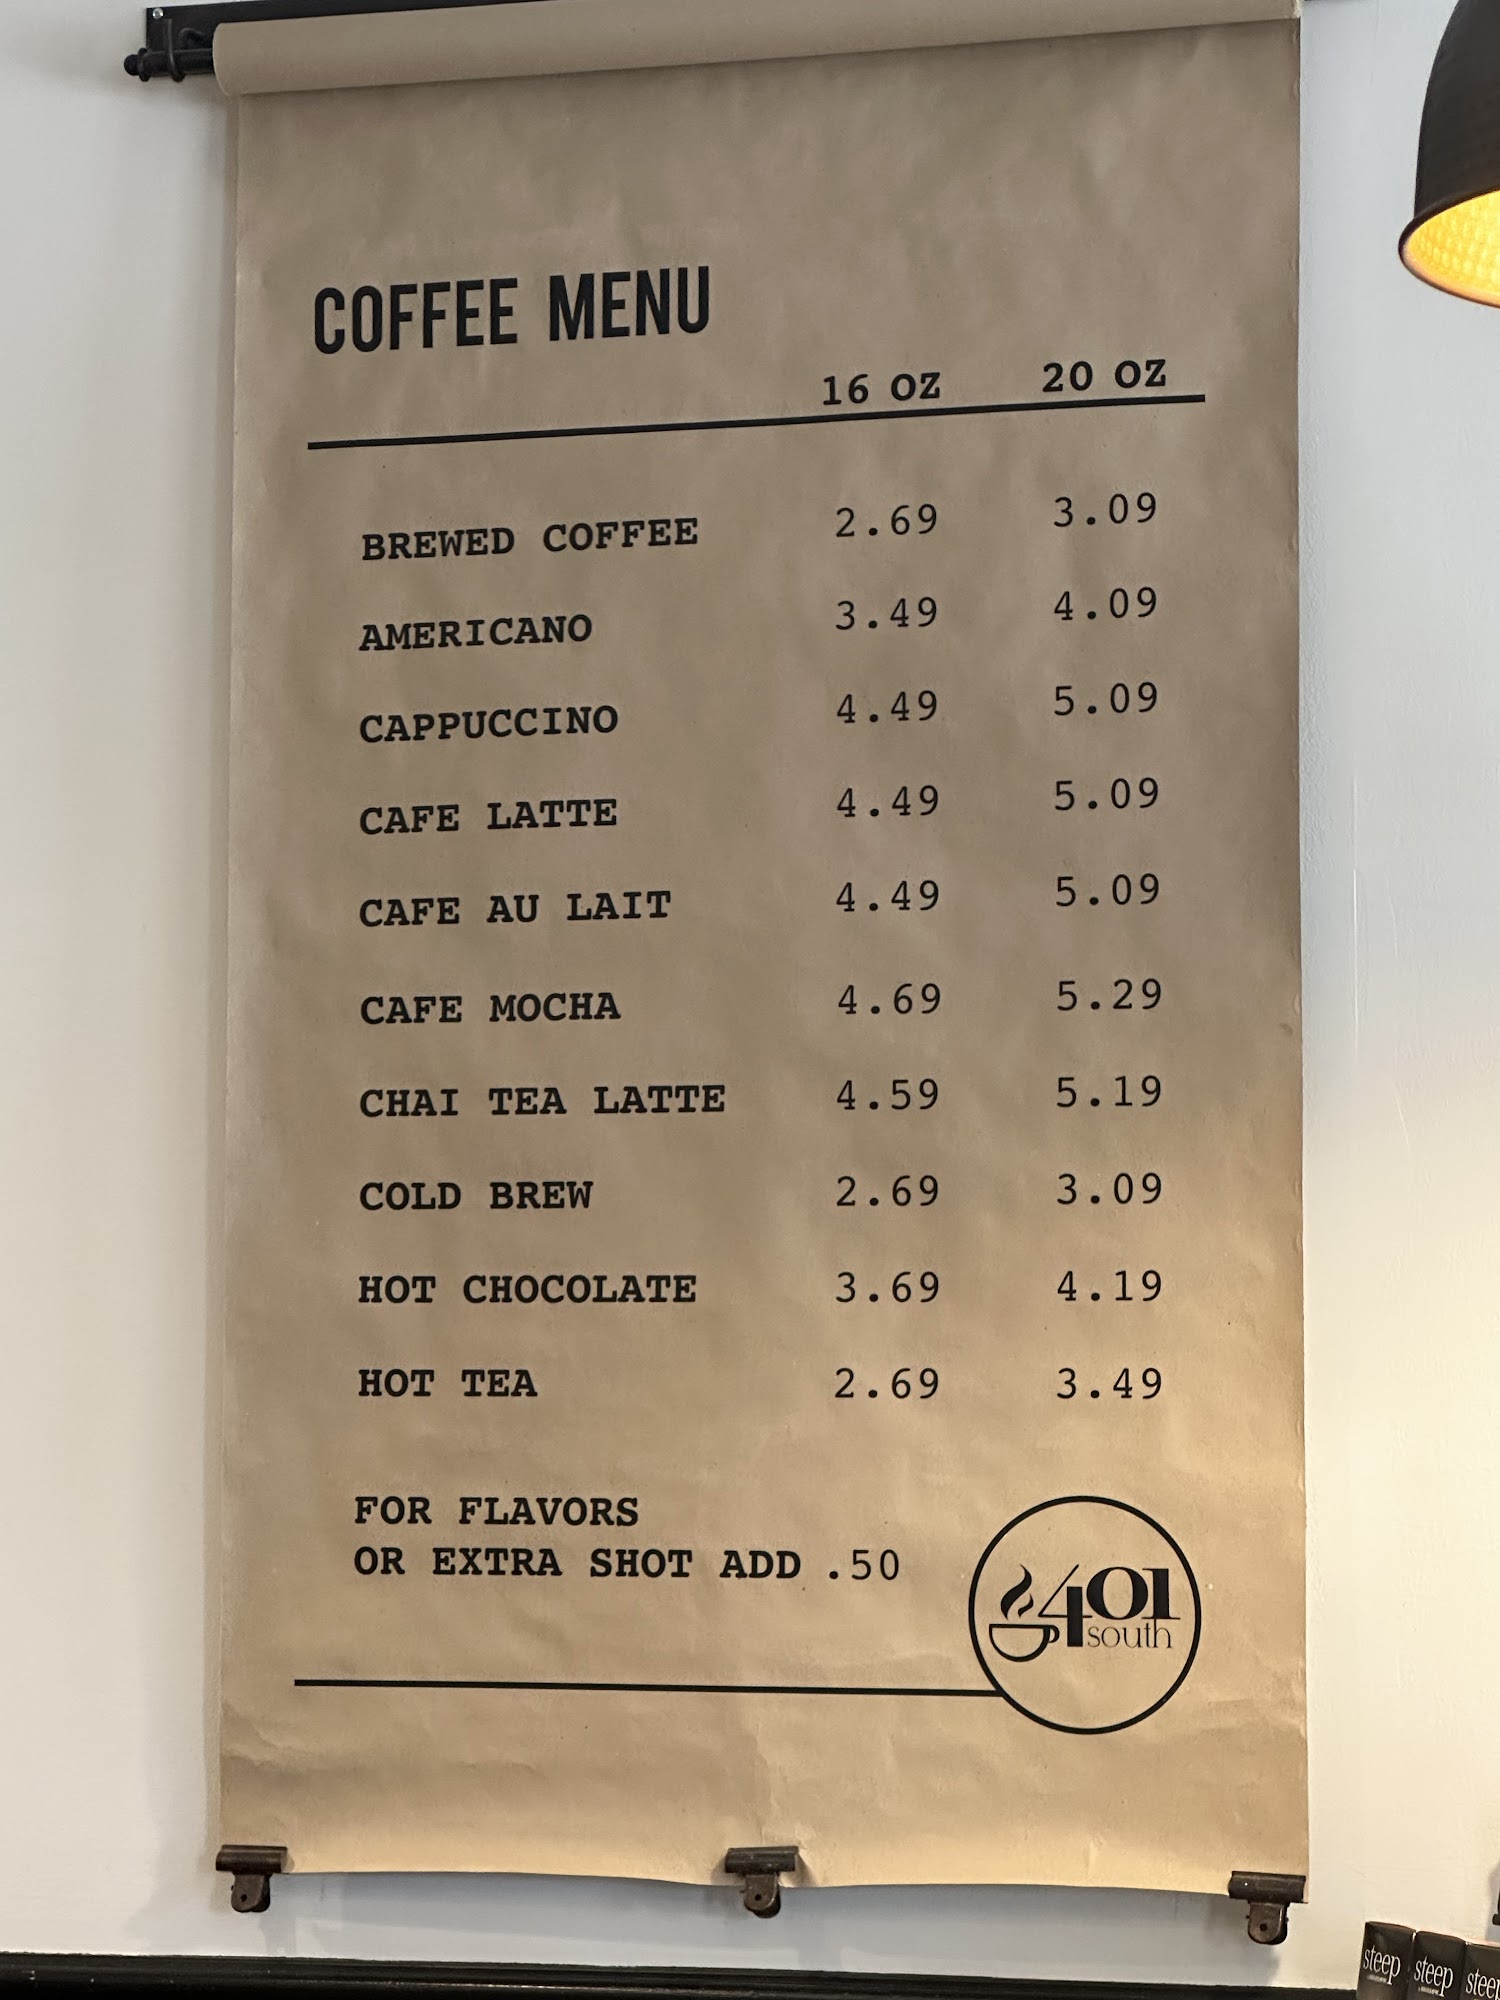 COFFEE MENU
16 OZ 20 OZ
BREWED COFFEE 2.69 3.09
AMERICANO 3.49 4.09
CAPPUCCINO 4.49 5.09
CAFE LATTE 4.49 5.09
CAFE AU LAIT 4.49 5.09
CAFE MOCHA 4.69 5.29
CHAI TEA LATTE 4.59 5.19
COLD BREW 2.69 3.09
HOT CHOCOLATE 3.69 4.19
HOT TEA 2.69 3.49
FOR FLAVORS
OR EXTRA SHOT ADD .50
401
south
steep steep